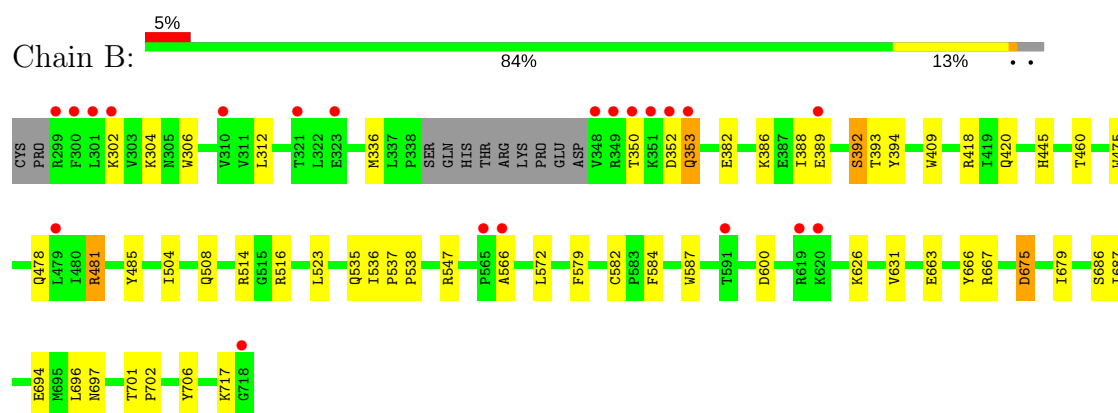 5%
Chain B:
84%
13%
• •
CYS PRO R299 F300 L301 K302 V303 K304 N305 W306 V310 V311 L312 T321 L322 E323 M336 L337 P338 SER GLN HIS THR ARG LYS PRO GLU ASP V348 R349 T350 K351 D352 Q353 E382 K386 E387 T388 E389 S392 T393 Y394 W409 R418 I419 Q420 H445 T460
Q478 L479 I480 R481 Y485 I504 Q508 R514 G515 R516 L523 Q535 I536 P537 P538 R547 P565 A566 L572 F579 C582 P583 F584 W587 T591 D600 R619 K620 K626 V631 E663 Y666 R667 D675 I679 S686
E694 M695 L696 N697 T701 P702 Y706 K717 G718